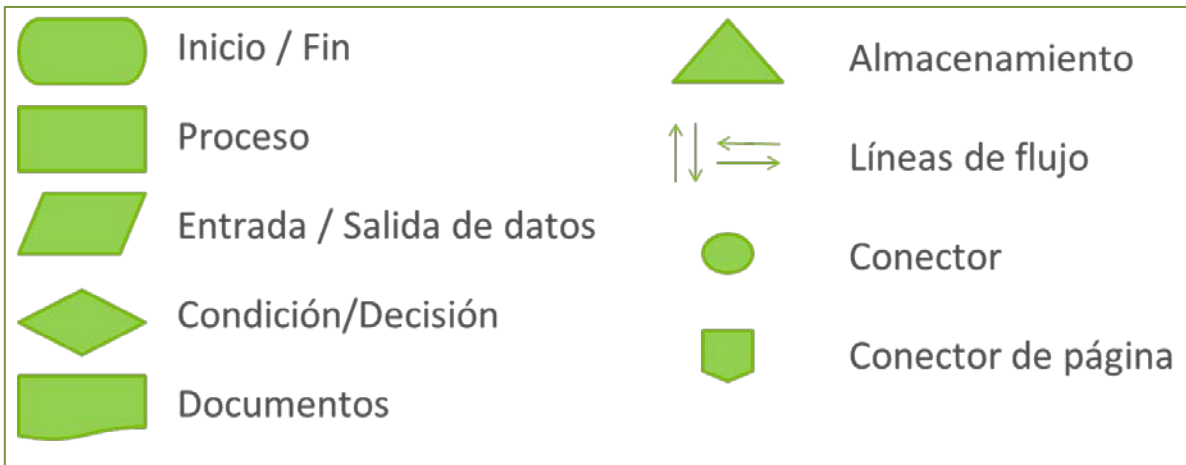 Inicio / Fin
Proceso
Entrada / Salida de datos
Condición/Decisión
Documentos
Almacenamiento
Líneas de flujo
Conector
Conector de página